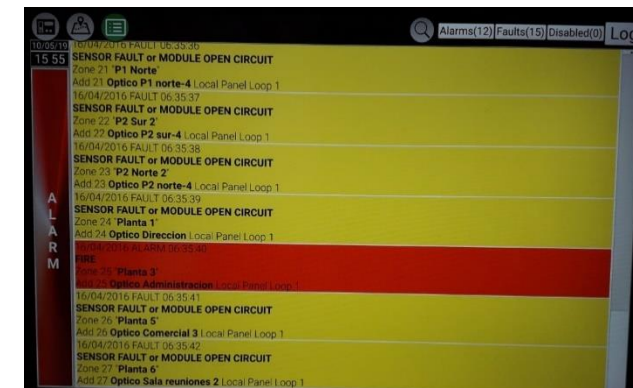 Alarms(12) Faults(15) Disabled(0) Log
10/05/19
15 55
ALARM
16/04/2016 FAULT 06:35:36
SENSOR FAULT or MODULE OPEN CIRCUIT
Zone 21 "P1 Norte"
Add 21 Optico P1 norte-4 Local Panel Loop 1
16/04/2016 FAULT 06:35:37
SENSOR FAULT or MODULE OPEN CIRCUIT
Zone 22 "P2 Sur 2"
Add 22 Optico P2 sur-4 Local Panel Loop 1
16/04/2016 FAULT 06:35:38
SENSOR FAULT or MODULE OPEN CIRCUIT
Zone 23 "P2 Norte 2"
Add 23 Optico P2 norte-4 Local Panel Loop 1
16/04/2016 FAULT 06:35:39
SENSOR FAULT or MODULE OPEN CIRCUIT
Zone 24 "Planta 1"
Add 24 Optico Direccion Local Panel Loop 1
16/04/2016 ALARM 06:35:40
FIRE
Zone 25 "Planta 3"
Add 25 Optico Administracion Local Panel Loop 1
16/04/2016 FAULT 06:35:41
SENSOR FAULT or MODULE OPEN CIRCUIT
Zone 26 "Planta 5"
Add 26 Optico Comercial 3 Local Panel Loop 1
16/04/2016 FAULT 06:35:42
SENSOR FAULT or MODULE OPEN CIRCUIT
Zone 27 "Planta 6"
Add 27 Optico Sala reuniones 2 Local Panel Loop 1